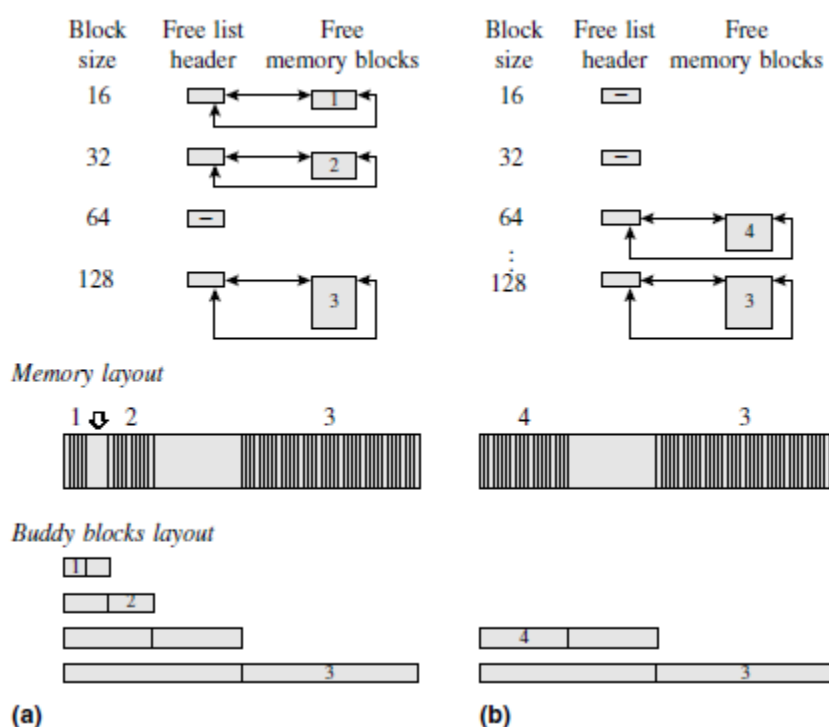 Block size Free list header Free memory blocks
16 1
32 2
64 –
128 3
Block size Free list header Free memory blocks
16 –
32 –
64 4
⋮
128 3
Memory layout
1 2 3
4 3
Buddy blocks layout
1
2
3
4
3
(a)
(b)